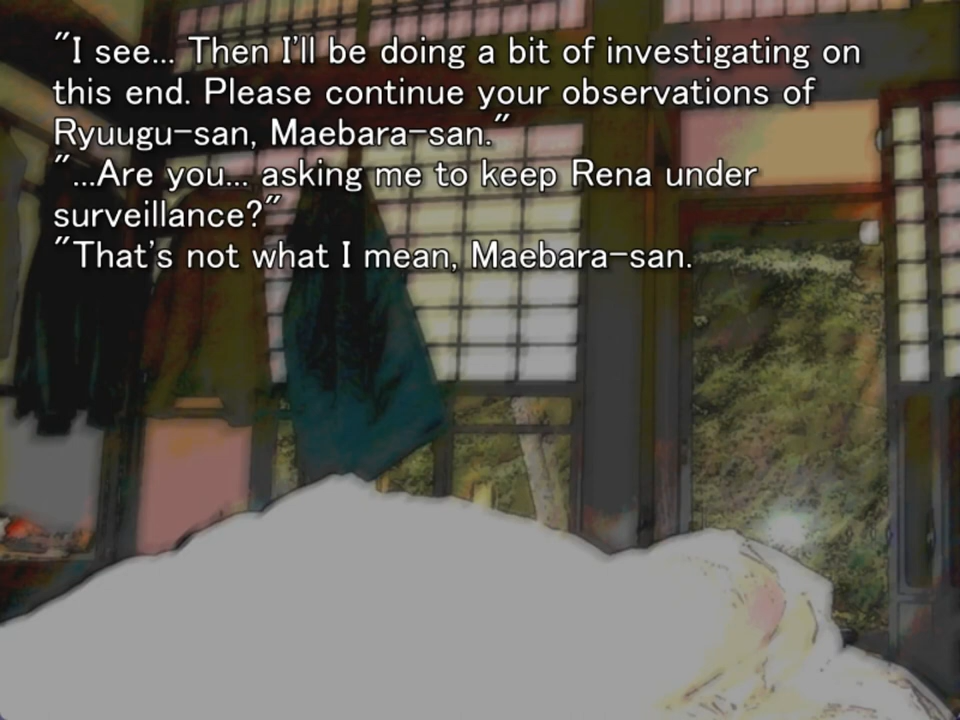 "I see... Then I'll be doing a bit of investigating on
this end. Please continue your observations of
Ryuugu-san, Maebara-san."
"...Are you... asking me to keep Rena under
surveillance?"
"That's not what I mean, Maebara-san.